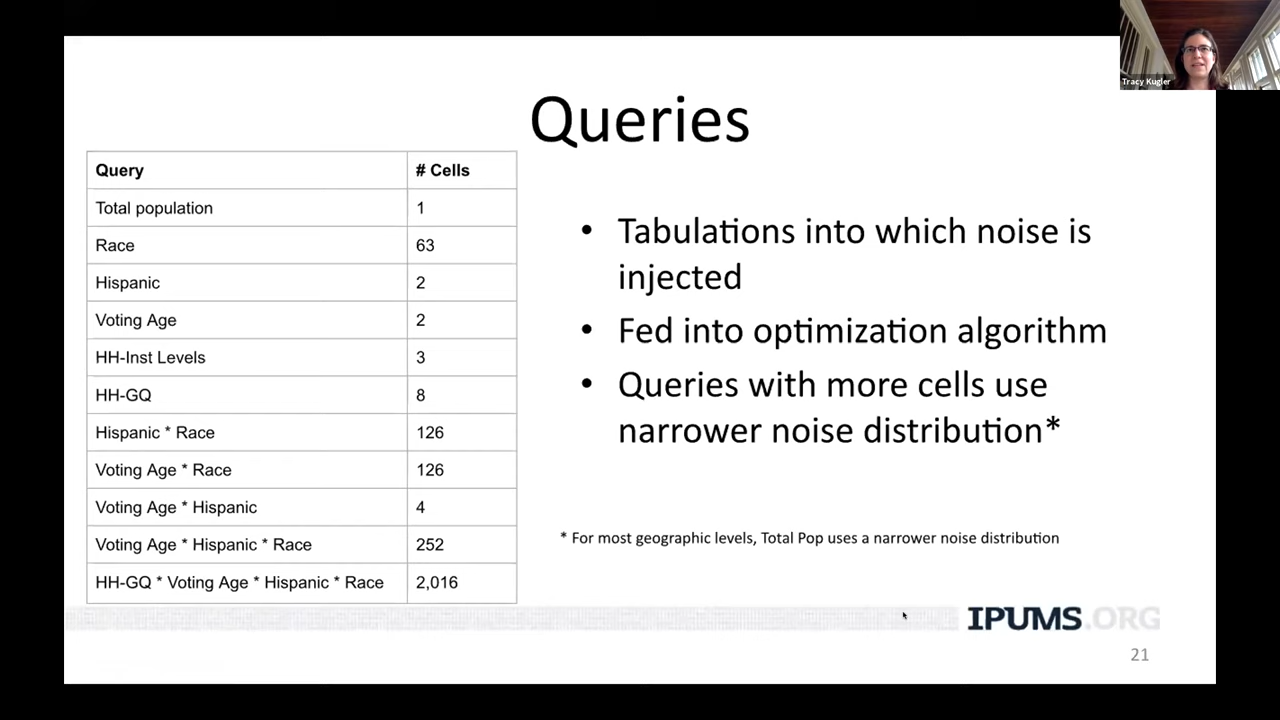 Tracy Kugler
Queries
Query # Cells
Total population 1
Race 63
Hispanic 2
Voting Age 2
HH-Inst Levels 3
HH-GQ 8
Hispanic * Race 126
Voting Age * Race 126
Voting Age * Hispanic 4
Voting Age * Hispanic * Race 252
HH-GQ * Voting Age * Hispanic * Race 2,016
• Tabulations into which noise is
injected
• Fed into optimization algorithm
• Queries with more cells use
narrower noise distribution*
* For most geographic levels, Total Pop uses a narrower noise distribution
IPUMS.ORG
21